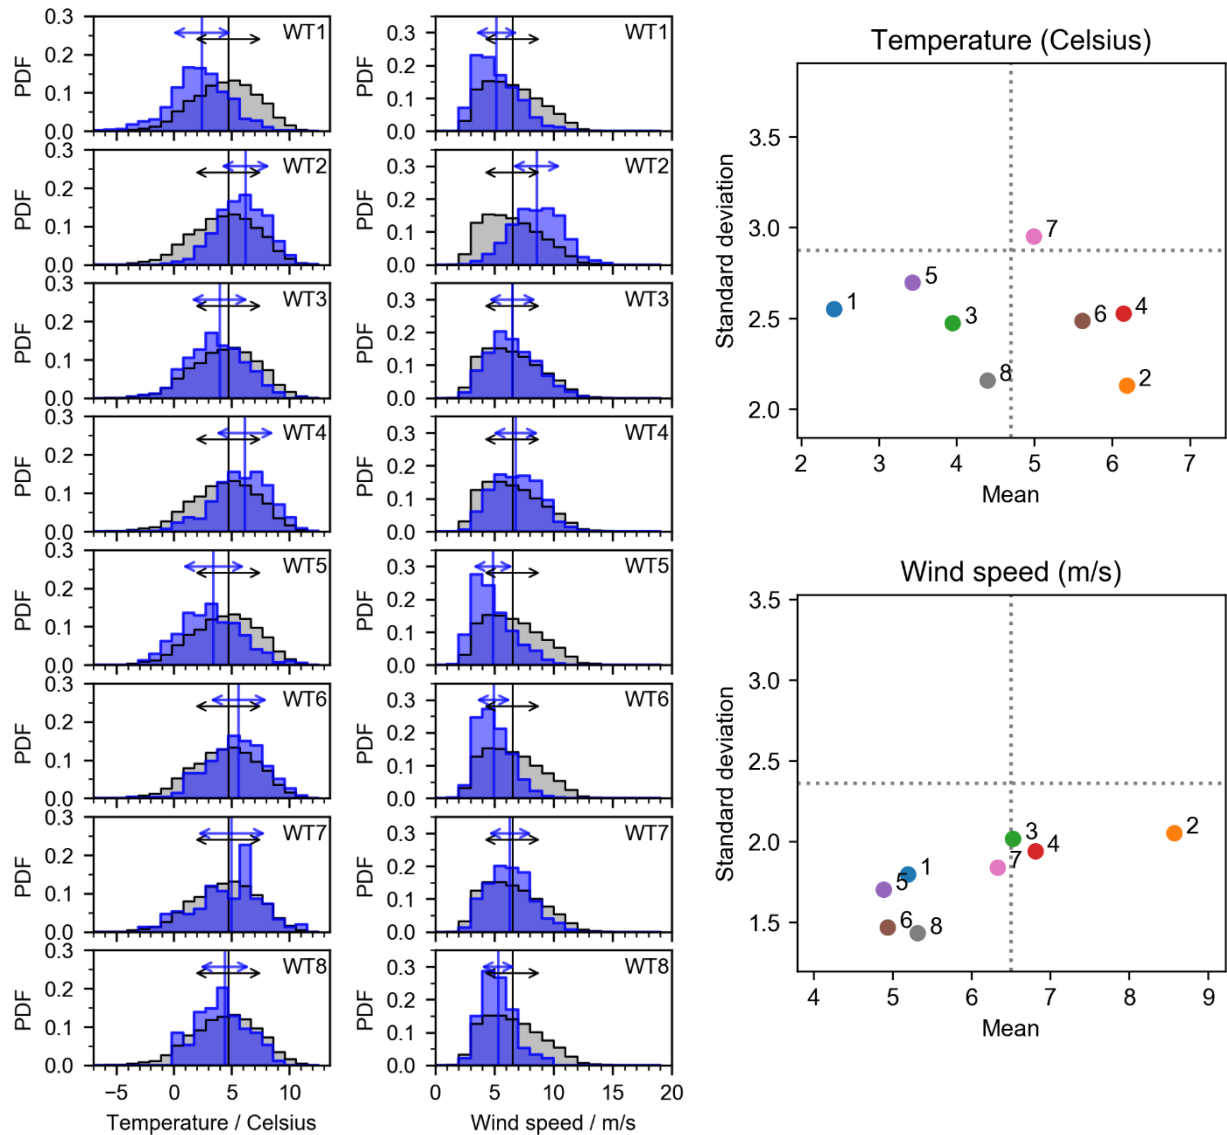 0.3
0.2
0.1
0.0
PDF
WT1
0.3
0.2
0.1
0.0
PDF
WT2
0.3
0.2
0.1
0.0
PDF
WT3
0.3
0.2
0.1
0.0
PDF
WT4
0.3
0.2
0.1
0.0
PDF
WT5
0.3
0.2
0.1
0.0
PDF
WT6
0.3
0.2
0.1
0.0
PDF
WT7
0.3
0.2
0.1
0.0
PDF
WT8
−5 0 5 10
Temperature / Celsius
0.3
0.2
0.1
0.0
PDF
WT1
0.3
0.2
0.1
0.0
PDF
WT2
0.3
0.2
0.1
0.0
PDF
WT3
0.3
0.2
0.1
0.0
PDF
WT4
0.3
0.2
0.1
0.0
PDF
WT5
0.3
0.2
0.1
0.0
PDF
WT6
0.3
0.2
0.1
0.0
PDF
WT7
0.3
0.2
0.1
0.0
PDF
WT8
0 5 10 15 20
Wind speed / m/s
Temperature (Celsius)
Standard deviation
3.5
3.0
2.5
2.0
7
5
1
3
6
4
8
2
2 3 4 5 6 7
Mean
Wind speed (m/s)
Standard deviation
3.5
3.0
2.5
2.0
1.5
2
3
4
7
1
5
6
8
4 5 6 7 8 9
Mean